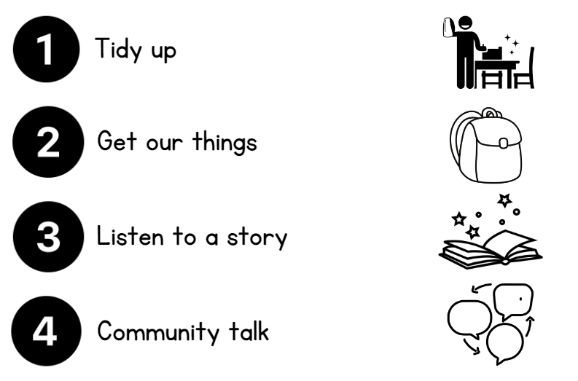 1 Tidy up
2 Get our things
3 Listen to a story
4 Community talk